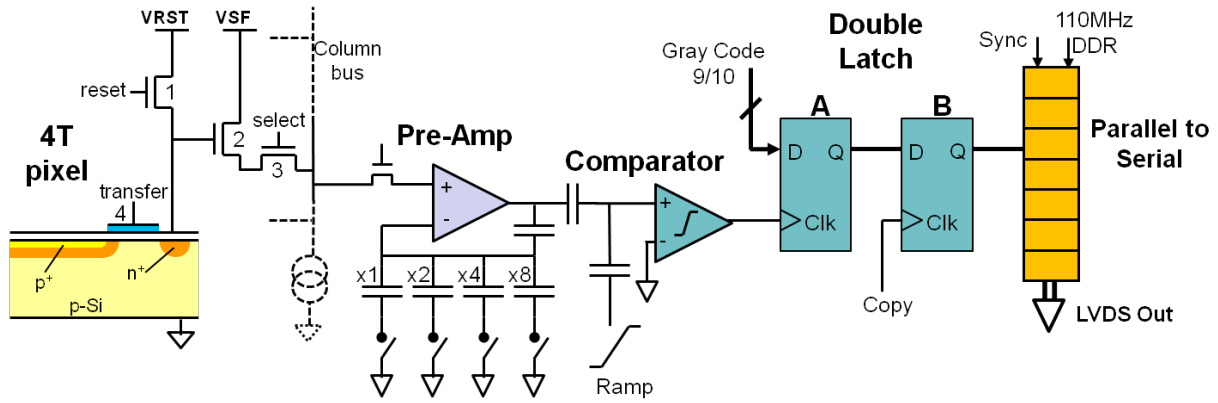 VRST
VSF
Column
bus
reset
1
4T
pixel
2
select
3
transfer
4
p+
n+
p-Si
Pre-Amp
+
-
x1
x2
x4
x8
Comparator
+
-
Ramp
Gray Code
9/10
Double
Latch
A
D
Q
Clk
B
D
Q
Clk
Copy
Sync
110MHz
DDR
Parallel to
Serial
LVDS Out